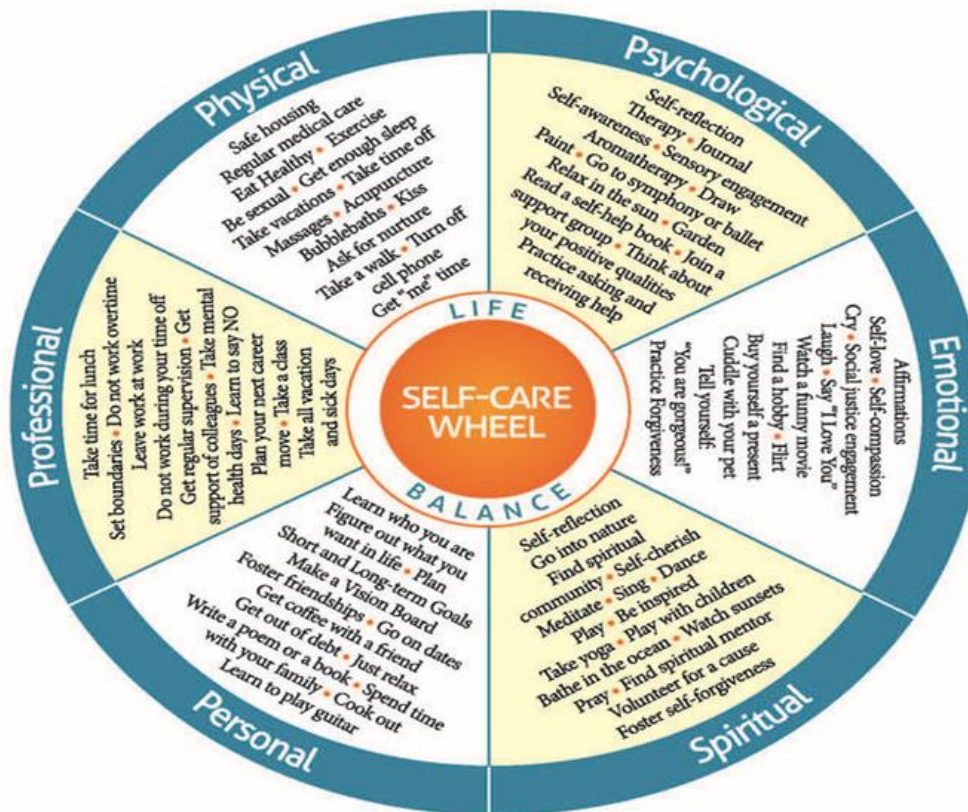 Physical
Safe housing
Regular medical care
Eat Healthy • Exercise
Be sexual • Get enough sleep
Take vacations • Take time off
Massages • Acupuncture
Bubblebaths • Kiss
Ask for nurture
Take a walk • Turn off
cell phone
Get “me” time
Psychological
Self-reflection
Therapy • Journal
Self-awareness • Sensory engagement
Aromatherapy • Draw
Paint • Go to symphony or ballet
Relax in the sun • Garden
Read a self-help book • Join a
support group • Think about
your positive qualities
Practice asking and
receiving help
Emotional
Affirmations
Self-love • Self-compassion
Cry • Social justice engagement
Laugh • Say "I Love You"
Watch a funny movie
Find a hobby • Flirt
Buy yourself a present
Cuddle with your pet
Tell yourself:
"You are gorgeous!"
Practice Forgiveness
Spiritual
Self-reflection
Go into nature
Find spiritual
community • Self-cherish
Meditate • Sing • Dance
Play • Be inspired
Take yoga • Play with children
Bathe in the ocean • Watch sunsets
Pray • Find spiritual mentor
Volunteer for a cause
Foster self-forgiveness
Personal
Learn who you are
Figure out what you
want in life • Plan
Short and Long-term Goals
Make a Vision Board
Foster friendships • Go on dates
Get coffee with a friend
Get out of debt • Just relax
Write a poem or a book • Spend time
with your family • Cook out
Learn to play guitar
Professional
Take time for lunch
Set boundaries • Do not work overtime
Leave work at work
Do not work during your time off
Get regular supervision • Get
support of colleagues • Take mental
health days • Learn to say NO
Plan your next career
move • Take a class
Take all vacation
and sick days
LIFE
SELF-CARE
WHEEL
BALANCE